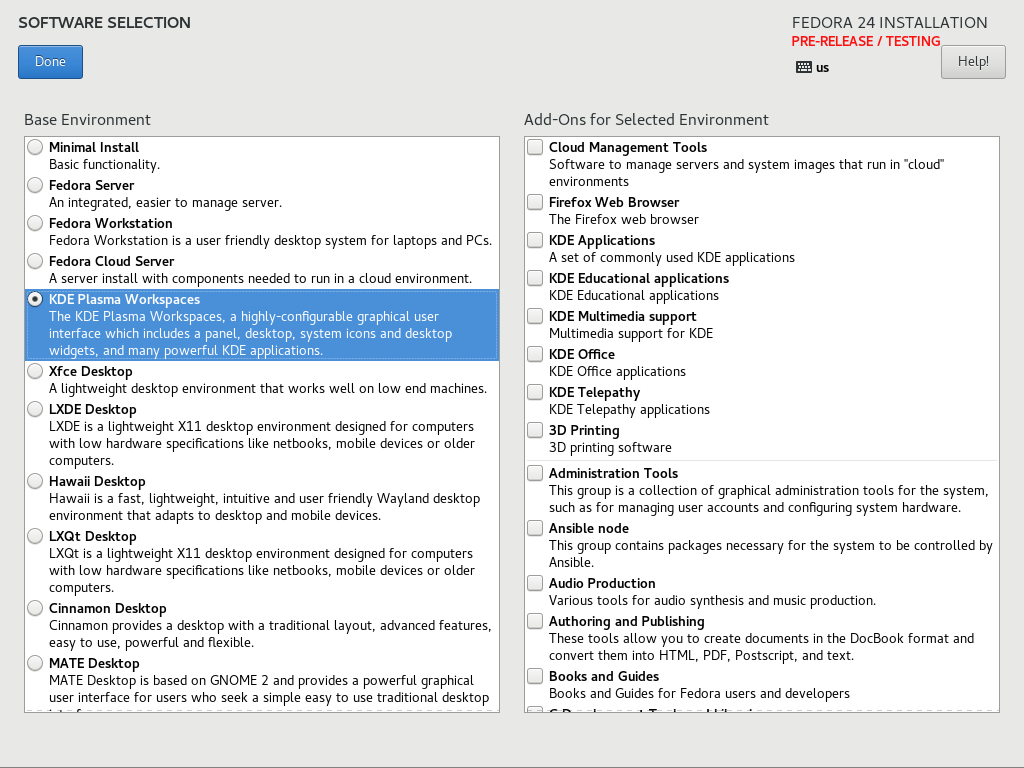 SOFTWARE SELECTION
FEDORA 24 INSTALLATION
PRE-RELEASE / TESTING
Done
us
Help!
Base Environment
Minimal Install
Basic functionality.
Fedora Server
An integrated, easier to manage server.
Fedora Workstation
Fedora Workstation is a user friendly desktop system for laptops and PCs.
Fedora Cloud Server
A server install with components needed to run in a cloud environment.
KDE Plasma Workspaces
The KDE Plasma Workspaces, a highly-configurable graphical user
interface which includes a panel, desktop, system icons and desktop
widgets, and many powerful KDE applications.
Xfce Desktop
A lightweight desktop environment that works well on low end machines.
LXDE Desktop
LXDE is a lightweight X11 desktop environment designed for computers
with low hardware specifications like netbooks, mobile devices or older
computers.
Hawaii Desktop
Hawaii is a fast, lightweight, intuitive and user friendly Wayland desktop
environment that adapts to desktop and mobile devices.
LXQt Desktop
LXQt is a lightweight X11 desktop environment designed for computers
with low hardware specifications like netbooks, mobile devices or older
computers.
Cinnamon Desktop
Cinnamon provides a desktop with a traditional layout, advanced features,
easy to use, powerful and flexible.
MATE Desktop
MATE Desktop is based on GNOME 2 and provides a powerful graphical
user interface for users who seek a simple easy to use traditional desktop
Add-Ons for Selected Environment
Cloud Management Tools
Software to manage servers and system images that run in "cloud"
environments
Firefox Web Browser
The Firefox web browser
KDE Applications
A set of commonly used KDE applications
KDE Educational applications
KDE Educational applications
KDE Multimedia support
Multimedia support for KDE
KDE Office
KDE Office applications
KDE Telepathy
KDE Telepathy applications
3D Printing
3D printing software
Administration Tools
This group is a collection of graphical administration tools for the system,
such as for managing user accounts and configuring system hardware.
Ansible node
This group contains packages necessary for the system to be controlled by
Ansible.
Audio Production
Various tools for audio synthesis and music production.
Authoring and Publishing
These tools allow you to create documents in the DocBook format and
convert them into HTML, PDF, Postscript, and text.
Books and Guides
Books and Guides for Fedora users and developers